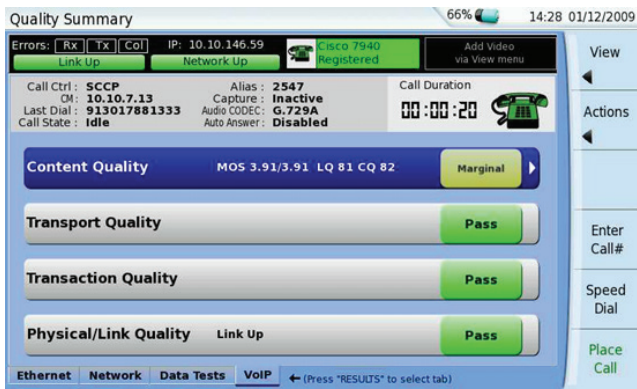 Quality Summary 66% 14:28 01/12/2009
Errors: Rx Tx Col IP: 10.10.146.59
Link Up Network Up
Cisco 7940
Registered
Add Video
via View menu
Call Ctrl : SCCP
CM: 10.10.7.13
Last Dial : 913017881333
Call State : Idle
Alias : 2547
Capture : Inactive
Audio CODEC: G.729A
Auto Answer : Disabled
Call Duration
00:00:20
Content Quality MOS 3.91/3.91 LQ 81 CQ 82 Marginal
Transport Quality Pass
Transaction Quality Pass
Physical/Link Quality Link Up Pass
Ethernet Network Data Tests VoIP ←(Press "RESULTS" to select tab)
View
Actions
Enter
Call#
Speed
Dial
Place
Call